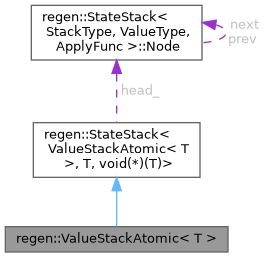 regen::StateStack<
StackType, ValueType,
ApplyFunc >::Node
next
prev
head_
regen::StateStack<
ValueStackAtomic< T
>, T, void(*)(T)>
regen::ValueStackAtomic< T >